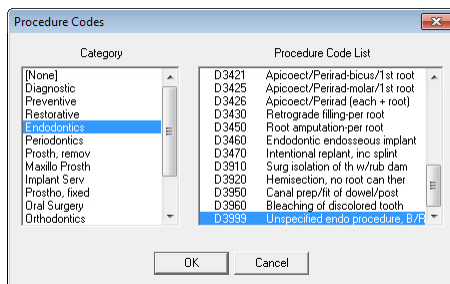 Procedure Codes
Category
[None]
Diagnostic
Preventive
Restorative
Endodontics
Periodontics
Prosth, remov
Maxillo Prosth
Implant Serv
Prostho, fixed
Oral Surgery
Orthodontics
Procedure Code List
D3421 Apicoect/Perirad-bicus/1st root
D3425 Apicoect/Perirad-molar/1st root
D3426 Apicoect/Perirad (each + root)
D3430 Retrograde filling-per root
D3450 Root amputation-per root
D3460 Endodontic endosseous implant
D3470 Intentional replant, inc splint
D3910 Surg isolation of th w/rub dam
D3920 Hemisection, no root can ther
D3950 Canal prep/fit of dowel/post
D3960 Bleaching of discolored tooth
D3999 Unspecified endo procedure, B/R
OK Cancel